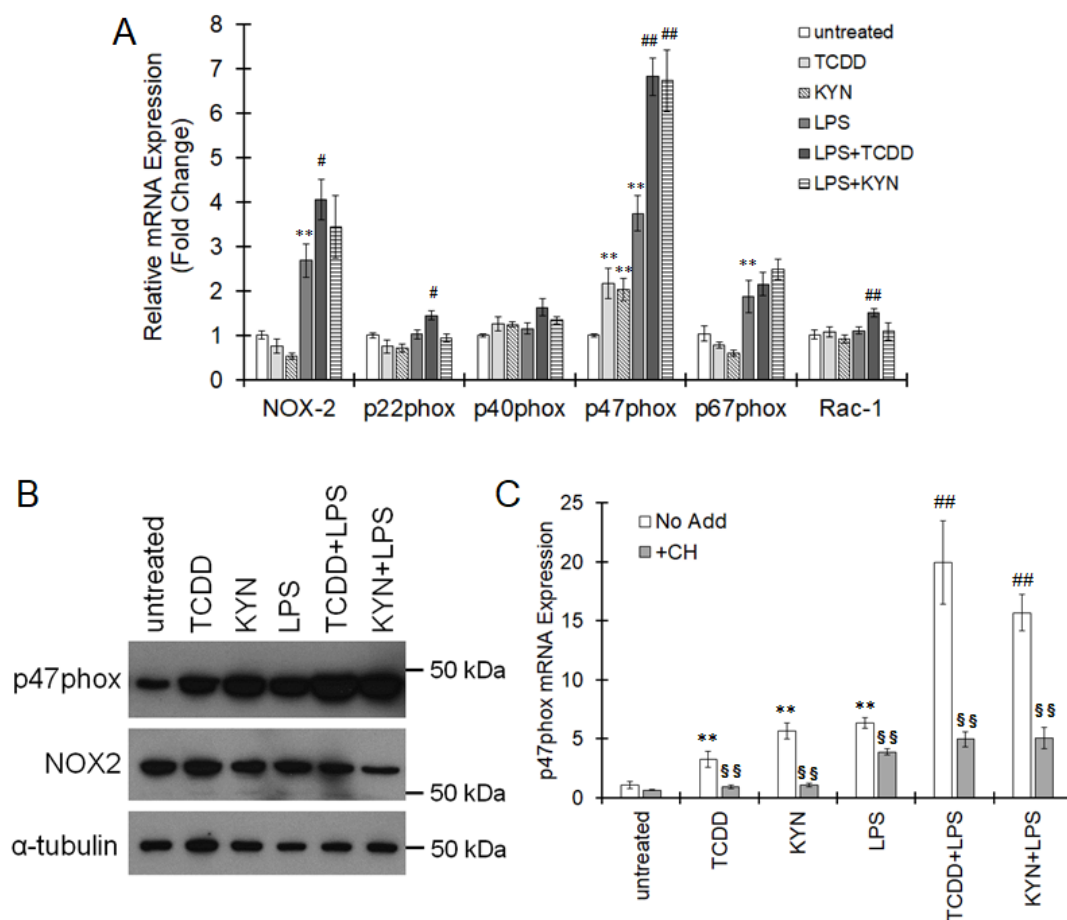 A
Relative mRNA Expression
(Fold Change)
8
7
6
5
4
3
2
1
0
**
#
#
**
**
**
##
##
**
##
untreated
TCDD
KYN
LPS
LPS+TCDD
LPS+KYN
NOX-2 p22phox p40phox p47phox p67phox Rac-1
B
untreated
TCDD
KYN
LPS
TCDD+LPS
KYN+LPS
p47phox
50 kDa
NOX2
50 kDa
α-tubulin
50 kDa
C
p47phox mRNA Expression
25
20
15
10
5
0
No Add
+CH
**
§§
**
§§
**
§§
##
§§
##
§§
untreated
TCDD
KYN
LPS
TCDD+LPS
KYN+LPS